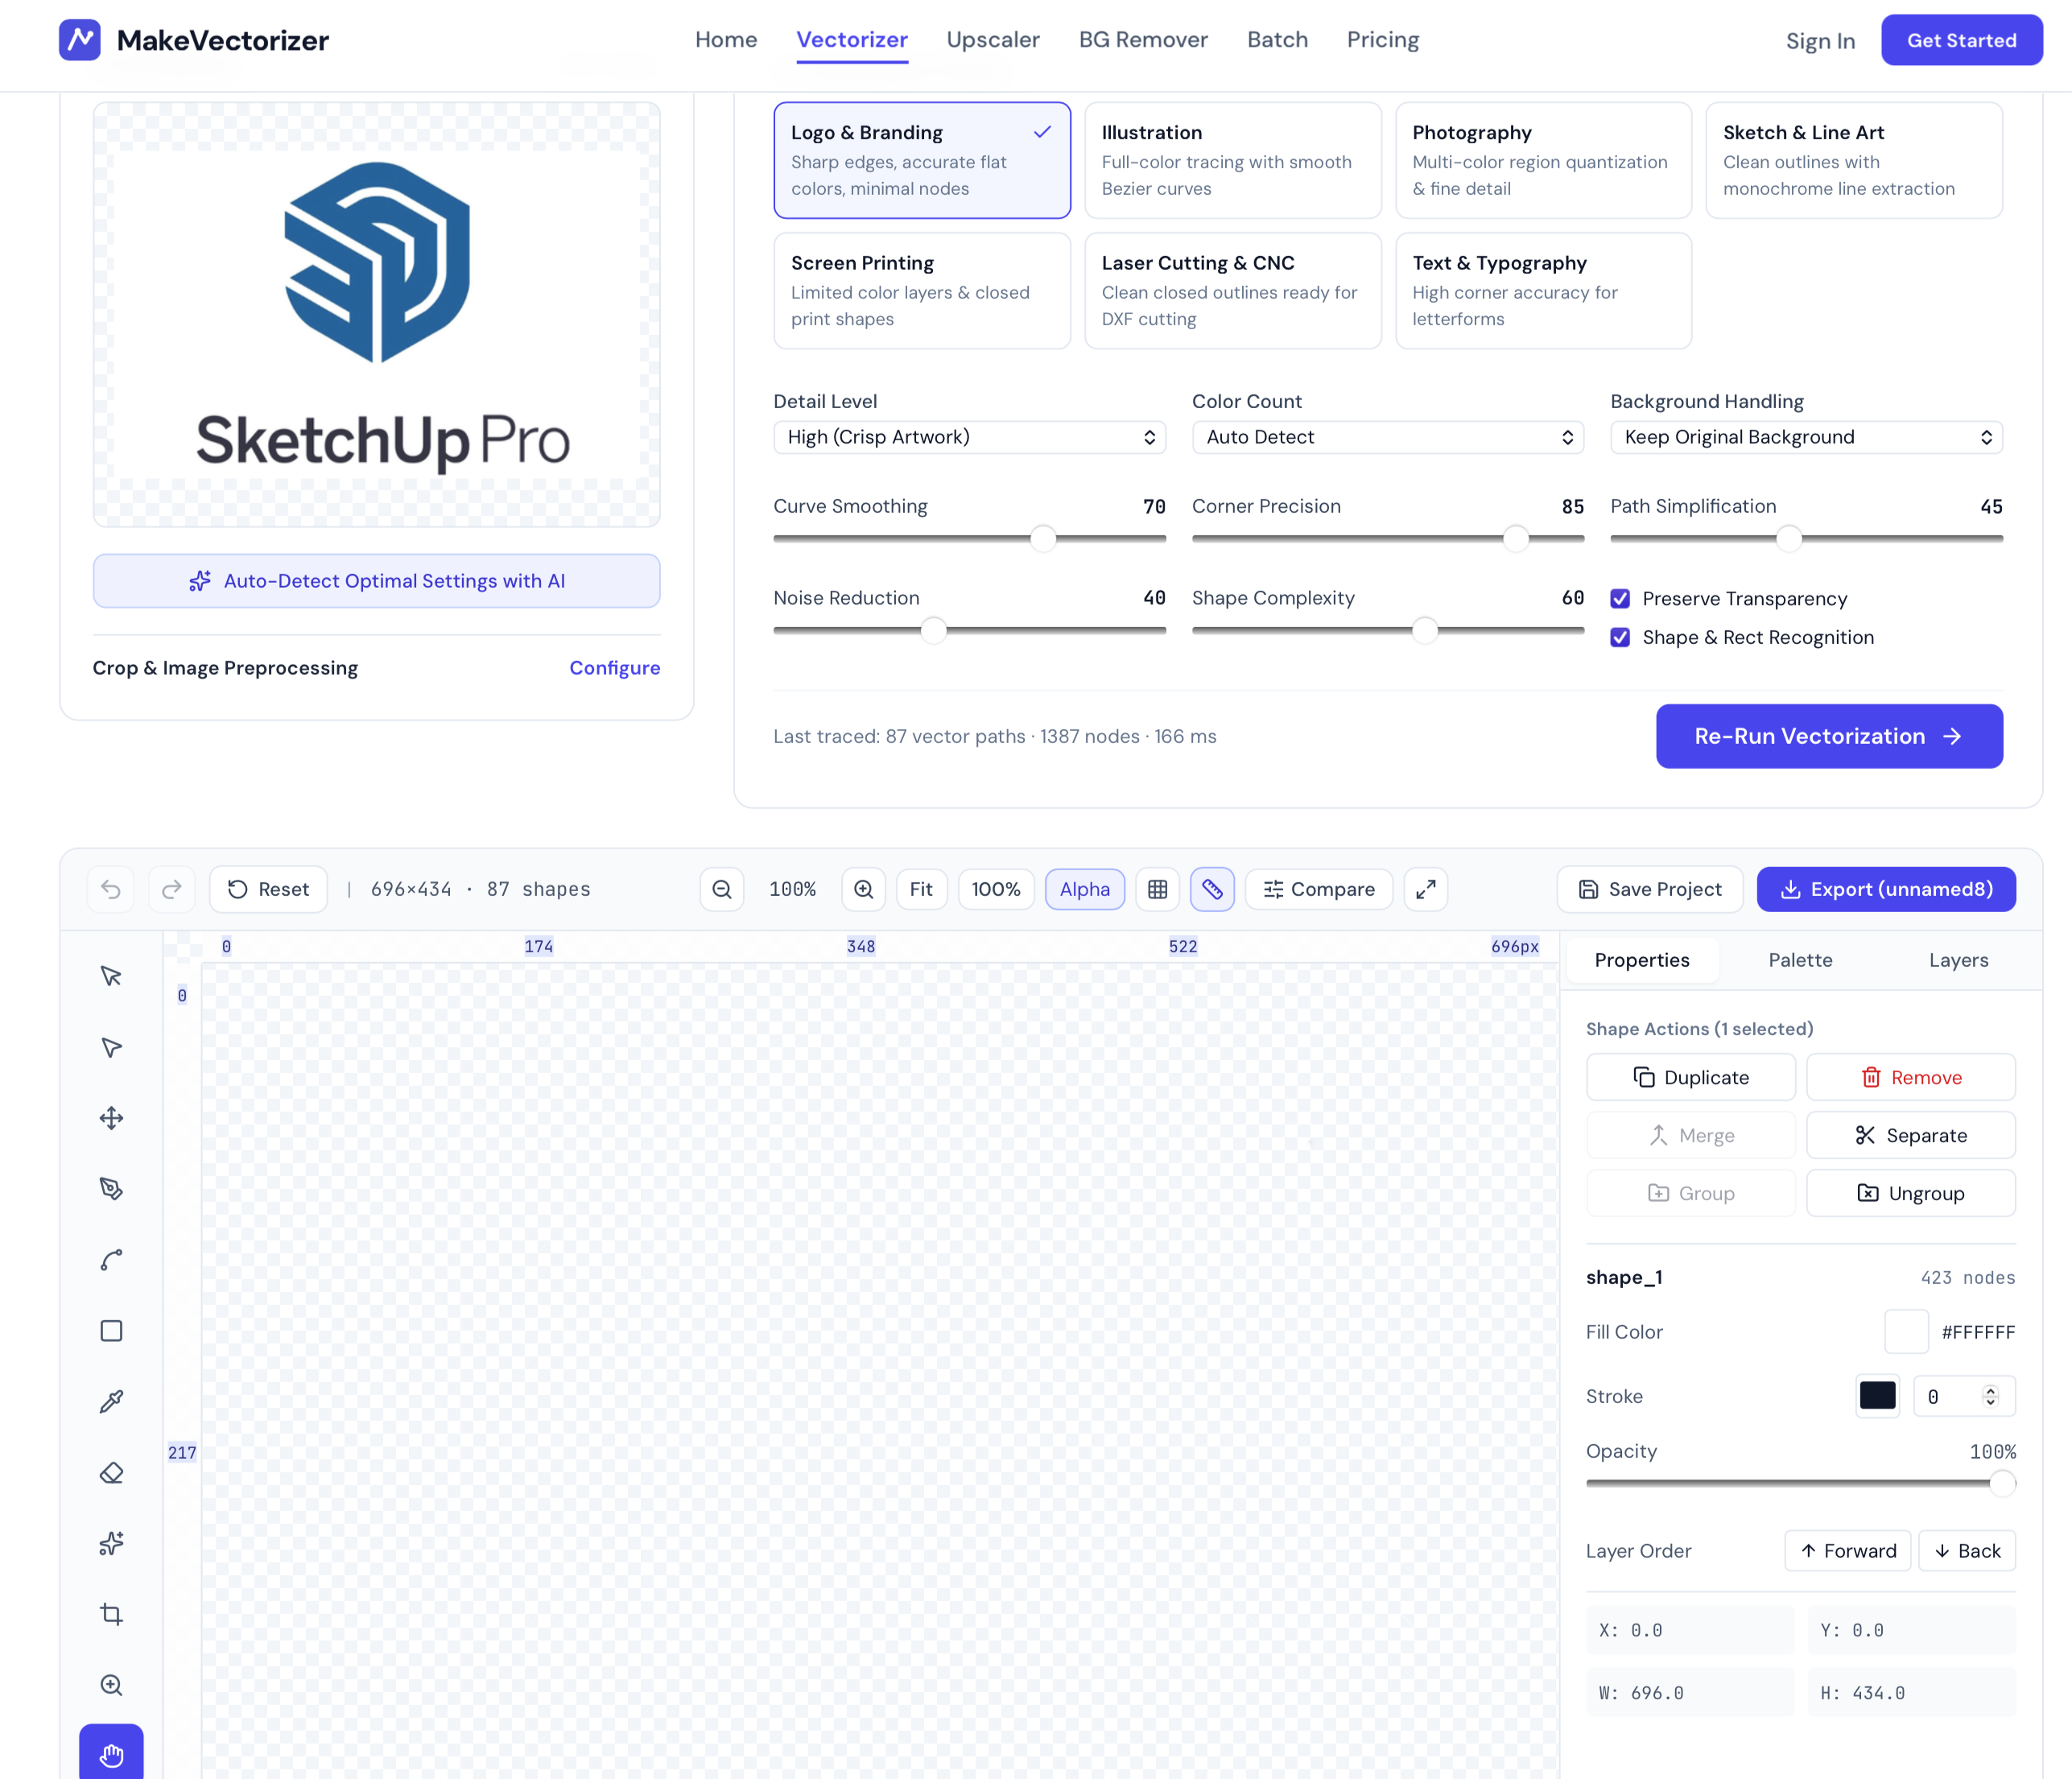 MakeVectorizer
Home
Vectorizer
Upscaler
BG Remover
Batch
Pricing
Sign In
Get Started
SketchUp Pro
Auto-Detect Optimal Settings with AI
Crop & Image Preprocessing
Configure
Logo & Branding
Sharp edges, accurate flat
colors, minimal nodes
Illustration
Full-color tracing with smooth
Bezier curves
Photography
Multi-color region quantization
& fine detail
Sketch & Line Art
Clean outlines with
monochrome line extraction
Screen Printing
Limited color layers & closed
print shapes
Laser Cutting & CNC
Clean closed outlines ready for
DXF cutting
Text & Typography
High corner accuracy for
letterforms
Detail Level
High (Crisp Artwork)
Color Count
Auto Detect
Background Handling
Keep Original Background
Curve Smoothing 70
Corner Precision 85
Path Simplification 45
Noise Reduction 40
Shape Complexity 60
Preserve Transparency
Shape & Rect Recognition
Last traced: 87 vector paths · 1387 nodes · 166 ms
Re-Run Vectorization
Reset
| 696×434 · 87 shapes
100%
Fit
100%
Alpha
Compare
Save Project
Export (unnamed8)
0 174 348 522 696px
0
217
Properties
Palette
Layers
Shape Actions (1 selected)
Duplicate
Remove
Merge
Separate
Group
Ungroup
shape_1 423 nodes
Fill Color #FFFFFF
Stroke 0
Opacity 100%
Layer Order
Forward
Back
X: 0.0
Y: 0.0
W: 696.0
H: 434.0